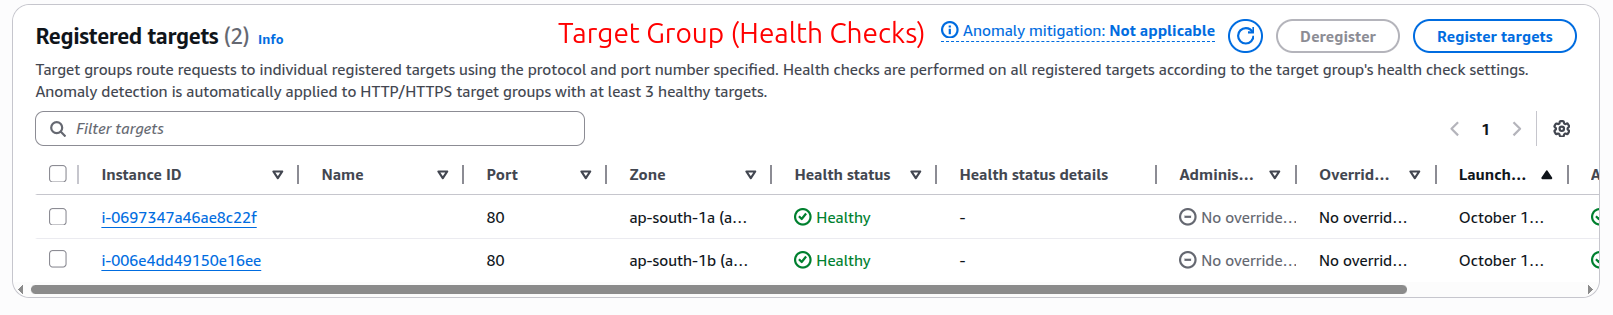 Registered targets (2) Info Target Group (Health Checks) Anomaly mitigation: Not applicable Deregister Register targets
Target groups route requests to individual registered targets using the protocol and port number specified. Health checks are performed on all registered targets according to the target group's health check settings.
Anomaly detection is automatically applied to HTTP/HTTPS target groups with at least 3 healthy targets.
Filter targets 1
Instance ID Name Port Zone Health status Health status details Adminis... Overrid... Launch... A
i-0697347a46ae8c22f 80 ap-south-1a (a... Healthy - No override... No overrid... October 1...
i-006e4dd49150e16ee 80 ap-south-1b (a... Healthy - No override... No overrid... October 1...